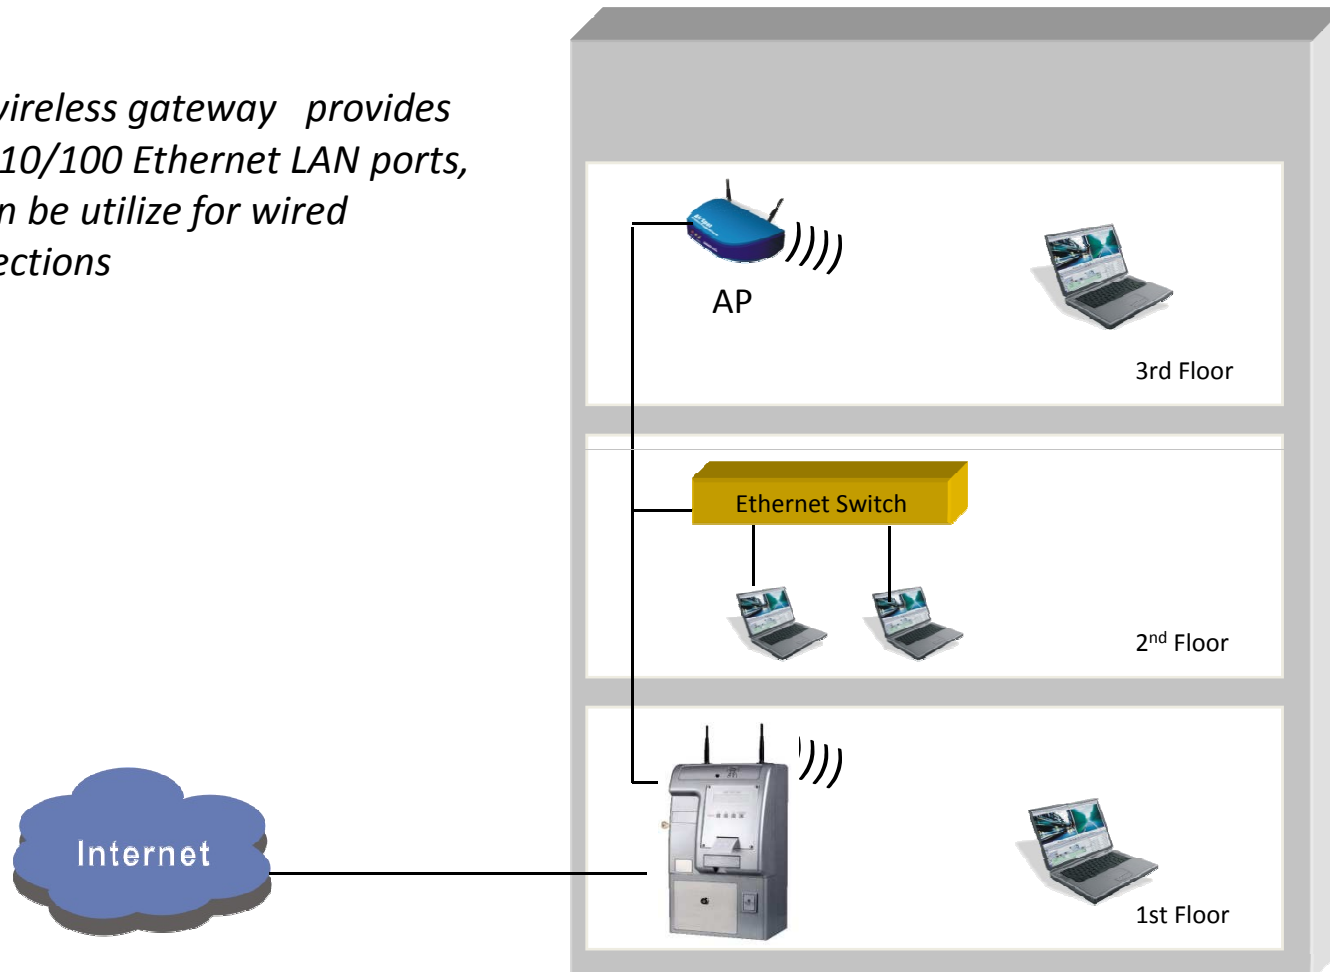 wireless gateway provides
10/100 Ethernet LAN ports,
n be utilize for wired
ections
AP
3rd Floor
Ethernet Switch
2nd Floor
Internet
1st Floor